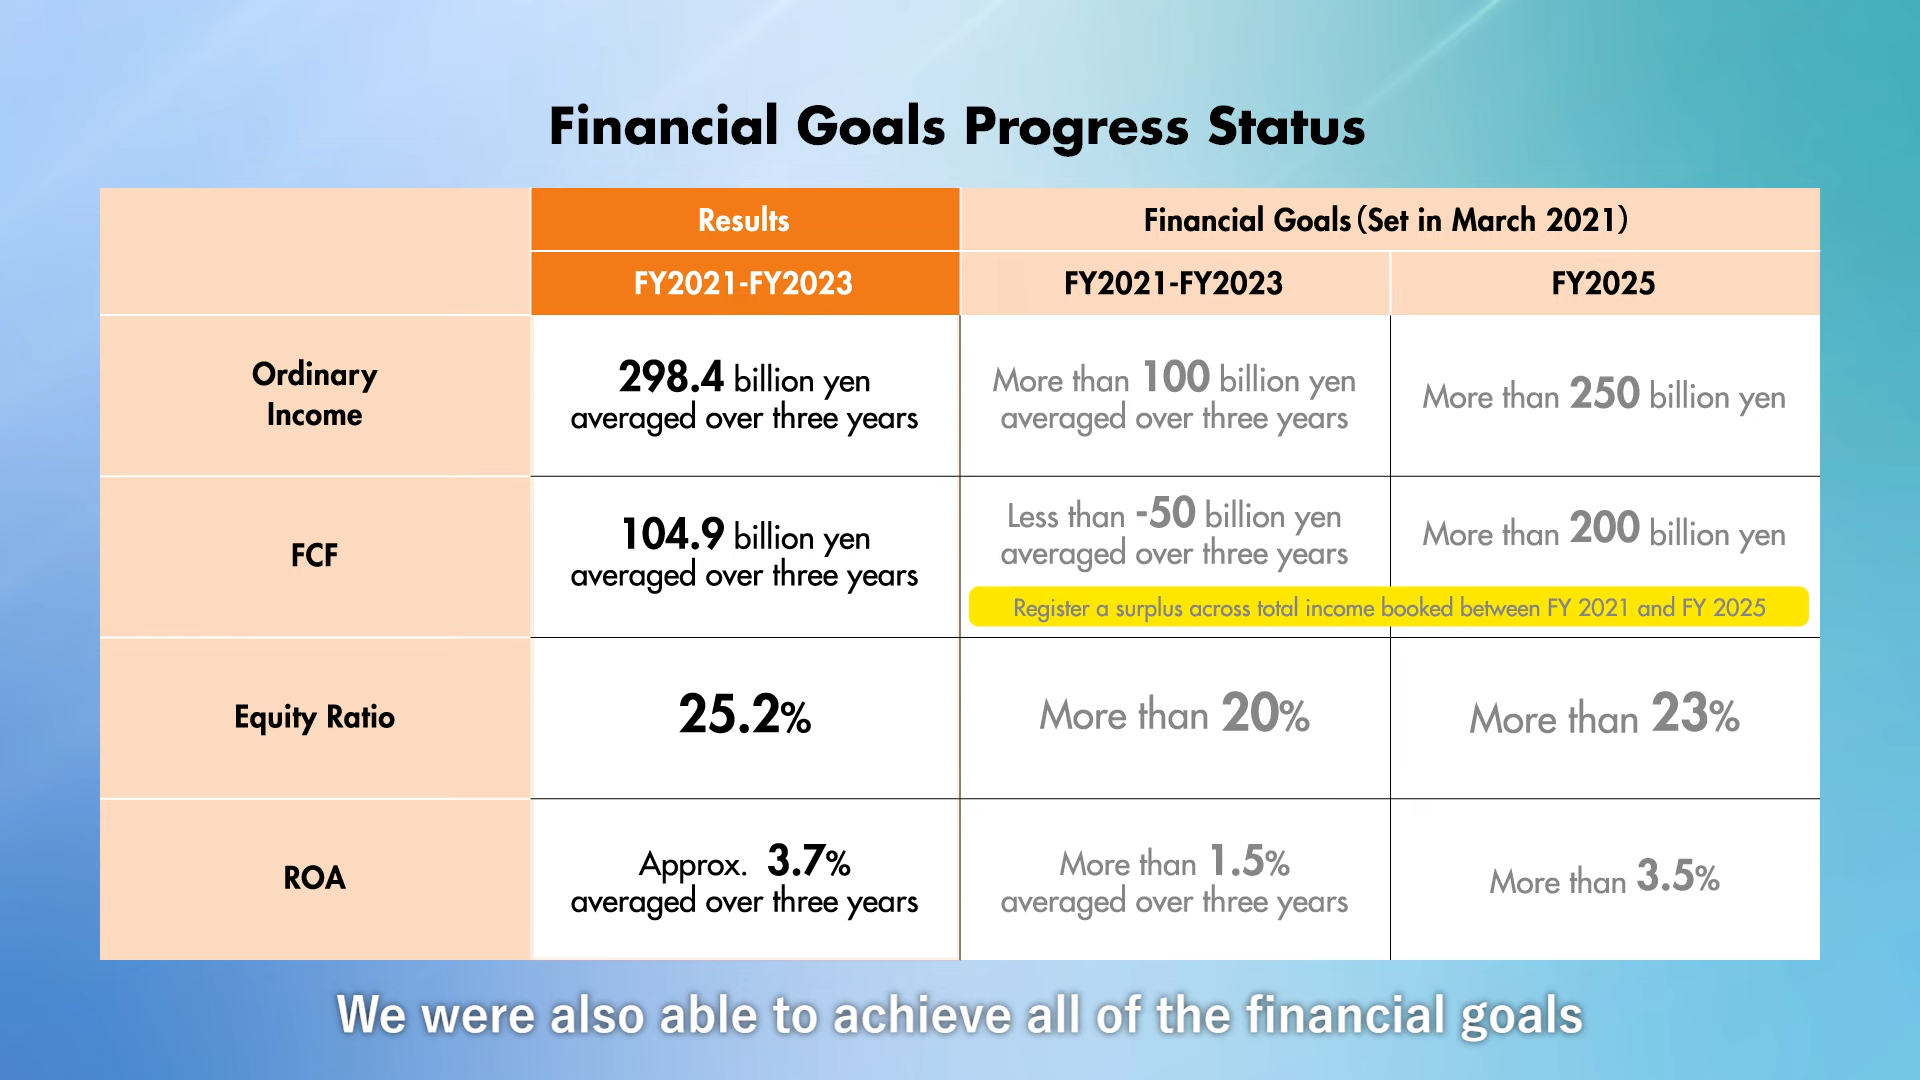 Financial Goals Progress Status
Results
Financial Goals (Set in March 2021)
FY2021-FY2023
FY2021-FY2023
FY2025
Ordinary
Income
298.4 billion yen
averaged over three years
More than 100 billion yen
averaged over three years
More than 250 billion yen
FCF
104.9 billion yen
averaged over three years
Less than -50 billion yen
averaged over three years
More than 200 billion yen
Register a surplus across total income booked between FY 2021 and FY 2025
Equity Ratio
25.2%
More than 20%
More than 23%
ROA
Approx. 3.7%
averaged over three years
More than 1.5%
averaged over three years
More than 3.5%
We were also able to achieve all of the financial goals